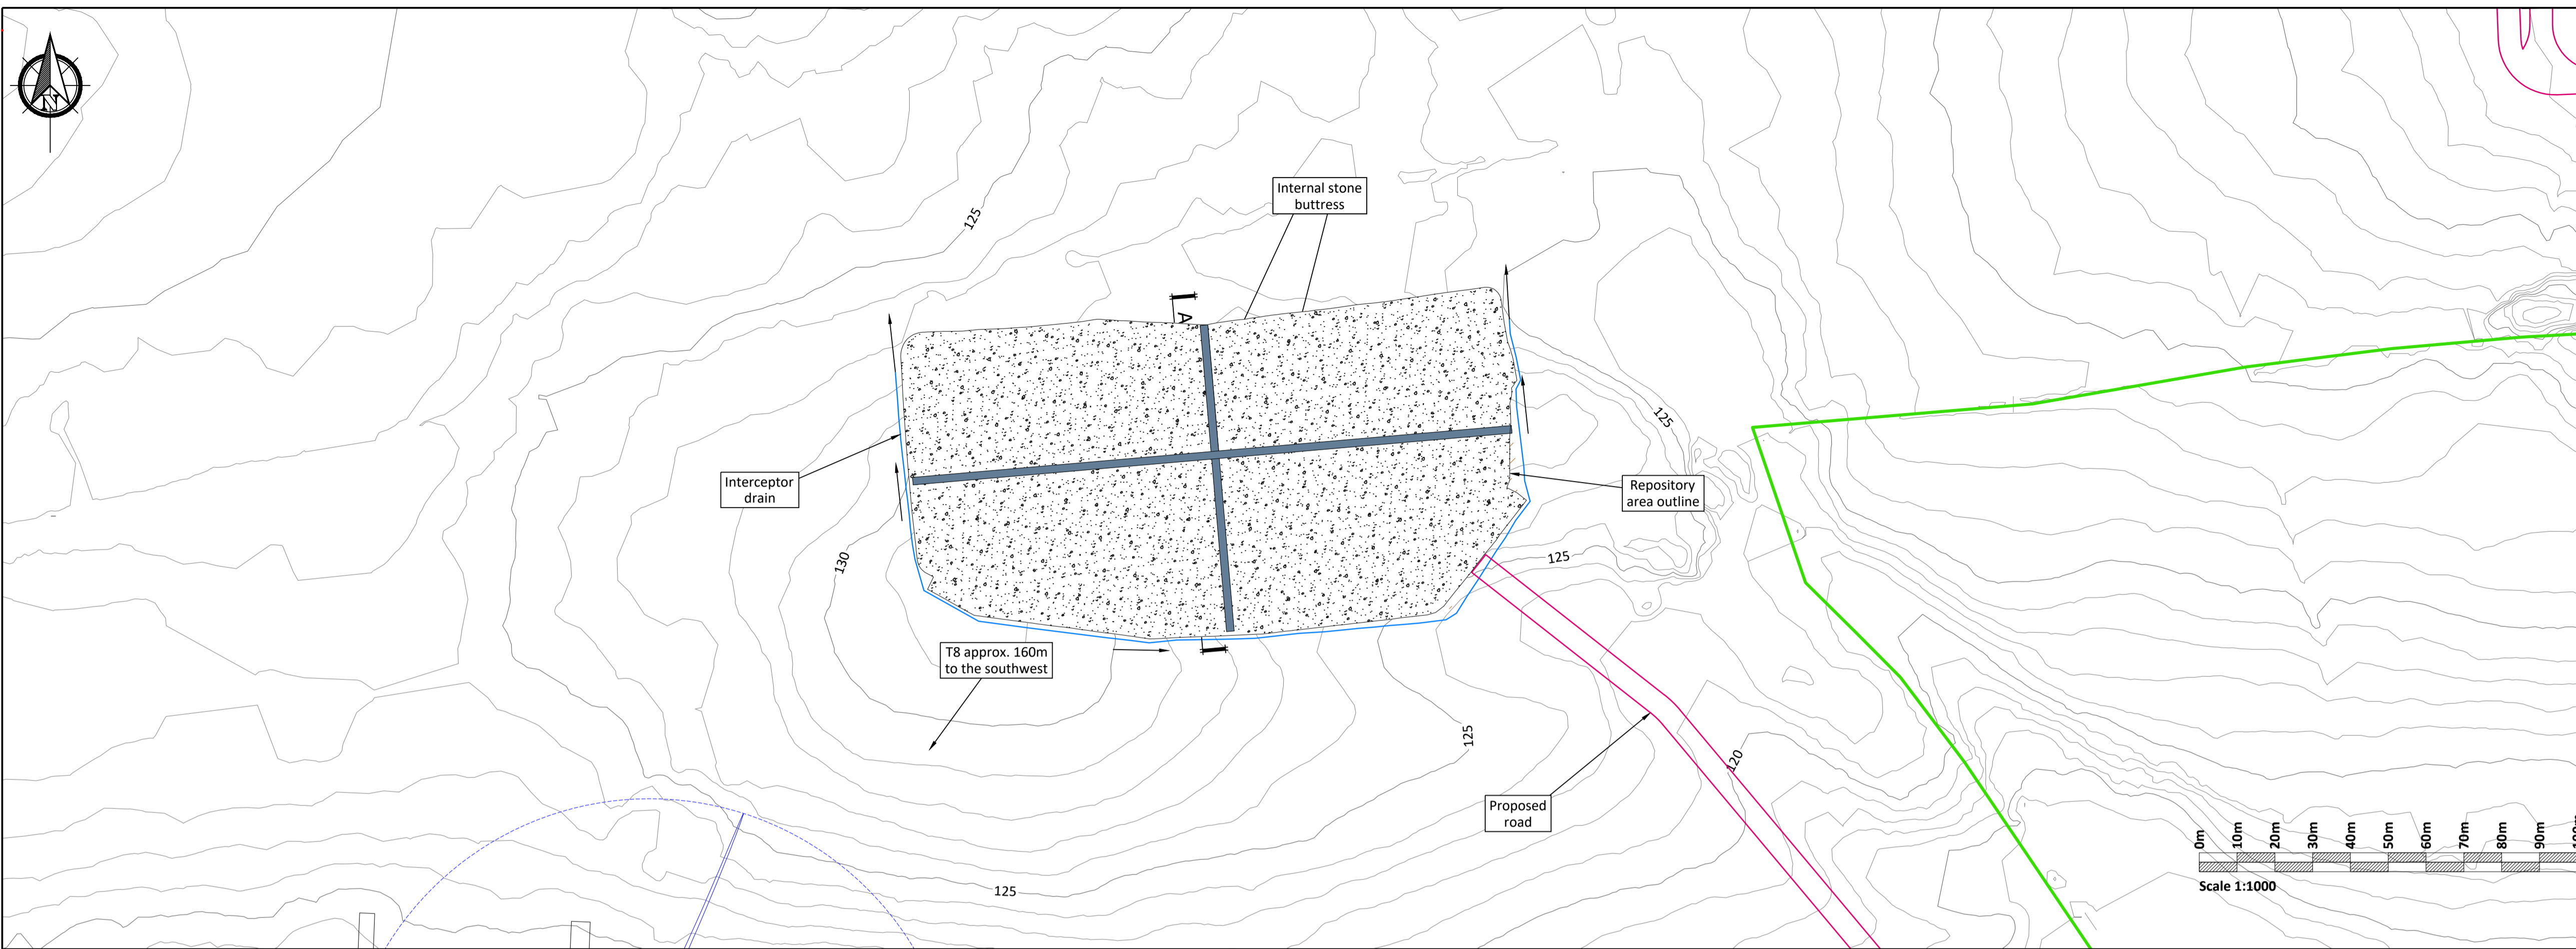 N
125
Internal stone
buttress
A
125
Interceptor
drain
Repository
area outline
130
125
T8 approx. 160m
to the southwest
125
120
Proposed
road
125
0m
10m
20m
30m
40m
50m
60m
70m
80m
90m
Scale 1:1000